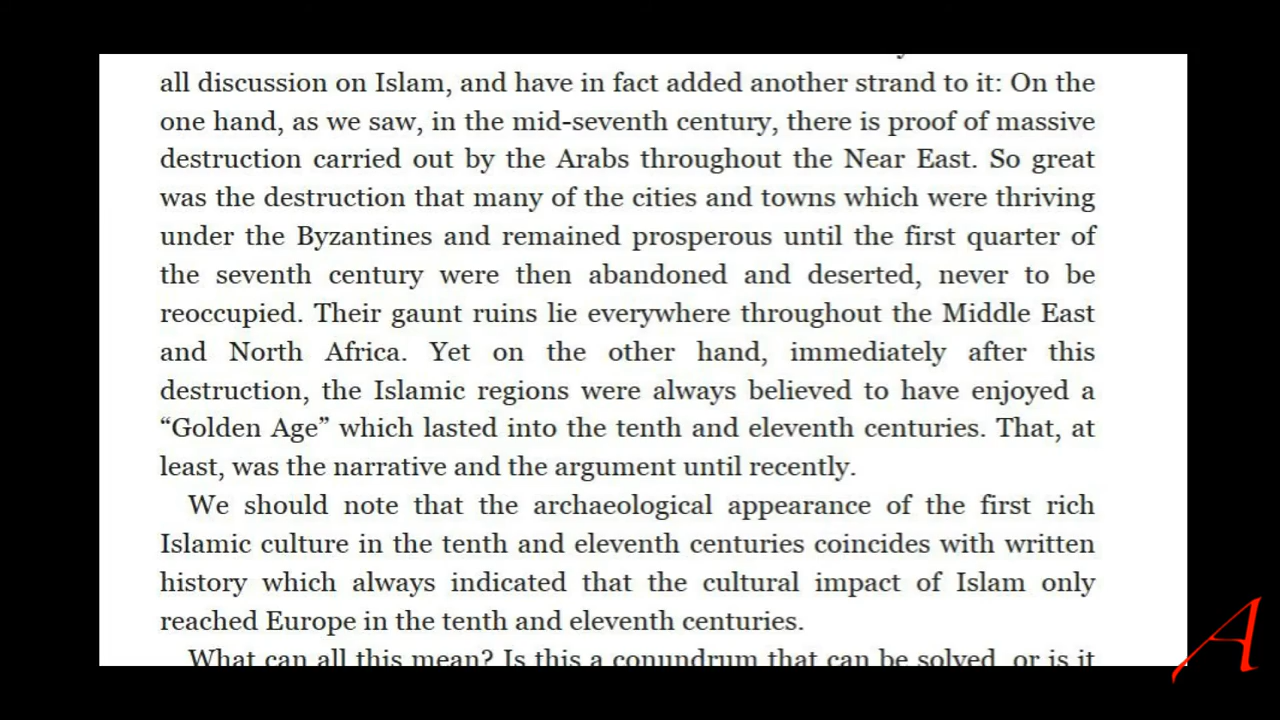 all discussion on Islam, and have in fact added another strand to it: On the
one hand, as we saw, in the mid-seventh century, there is proof of massive
destruction carried out by the Arabs throughout the Near East. So great
was the destruction that many of the cities and towns which were thriving
under the Byzantines and remained prosperous until the first quarter of
the seventh century were then abandoned and deserted, never to be
reoccupied. Their gaunt ruins lie everywhere throughout the Middle East
and North Africa. Yet on the other hand, immediately after this
destruction, the Islamic regions were always believed to have enjoyed a
“Golden Age” which lasted into the tenth and eleventh centuries. That, at
least, was the narrative and the argument until recently.
We should note that the archaeological appearance of the first rich
Islamic culture in the tenth and eleventh centuries coincides with written
history which always indicated that the cultural impact of Islam only
reached Europe in the tenth and eleventh centuries.
What can all this mean? Is this a conundrum that can be solved, or is it
A